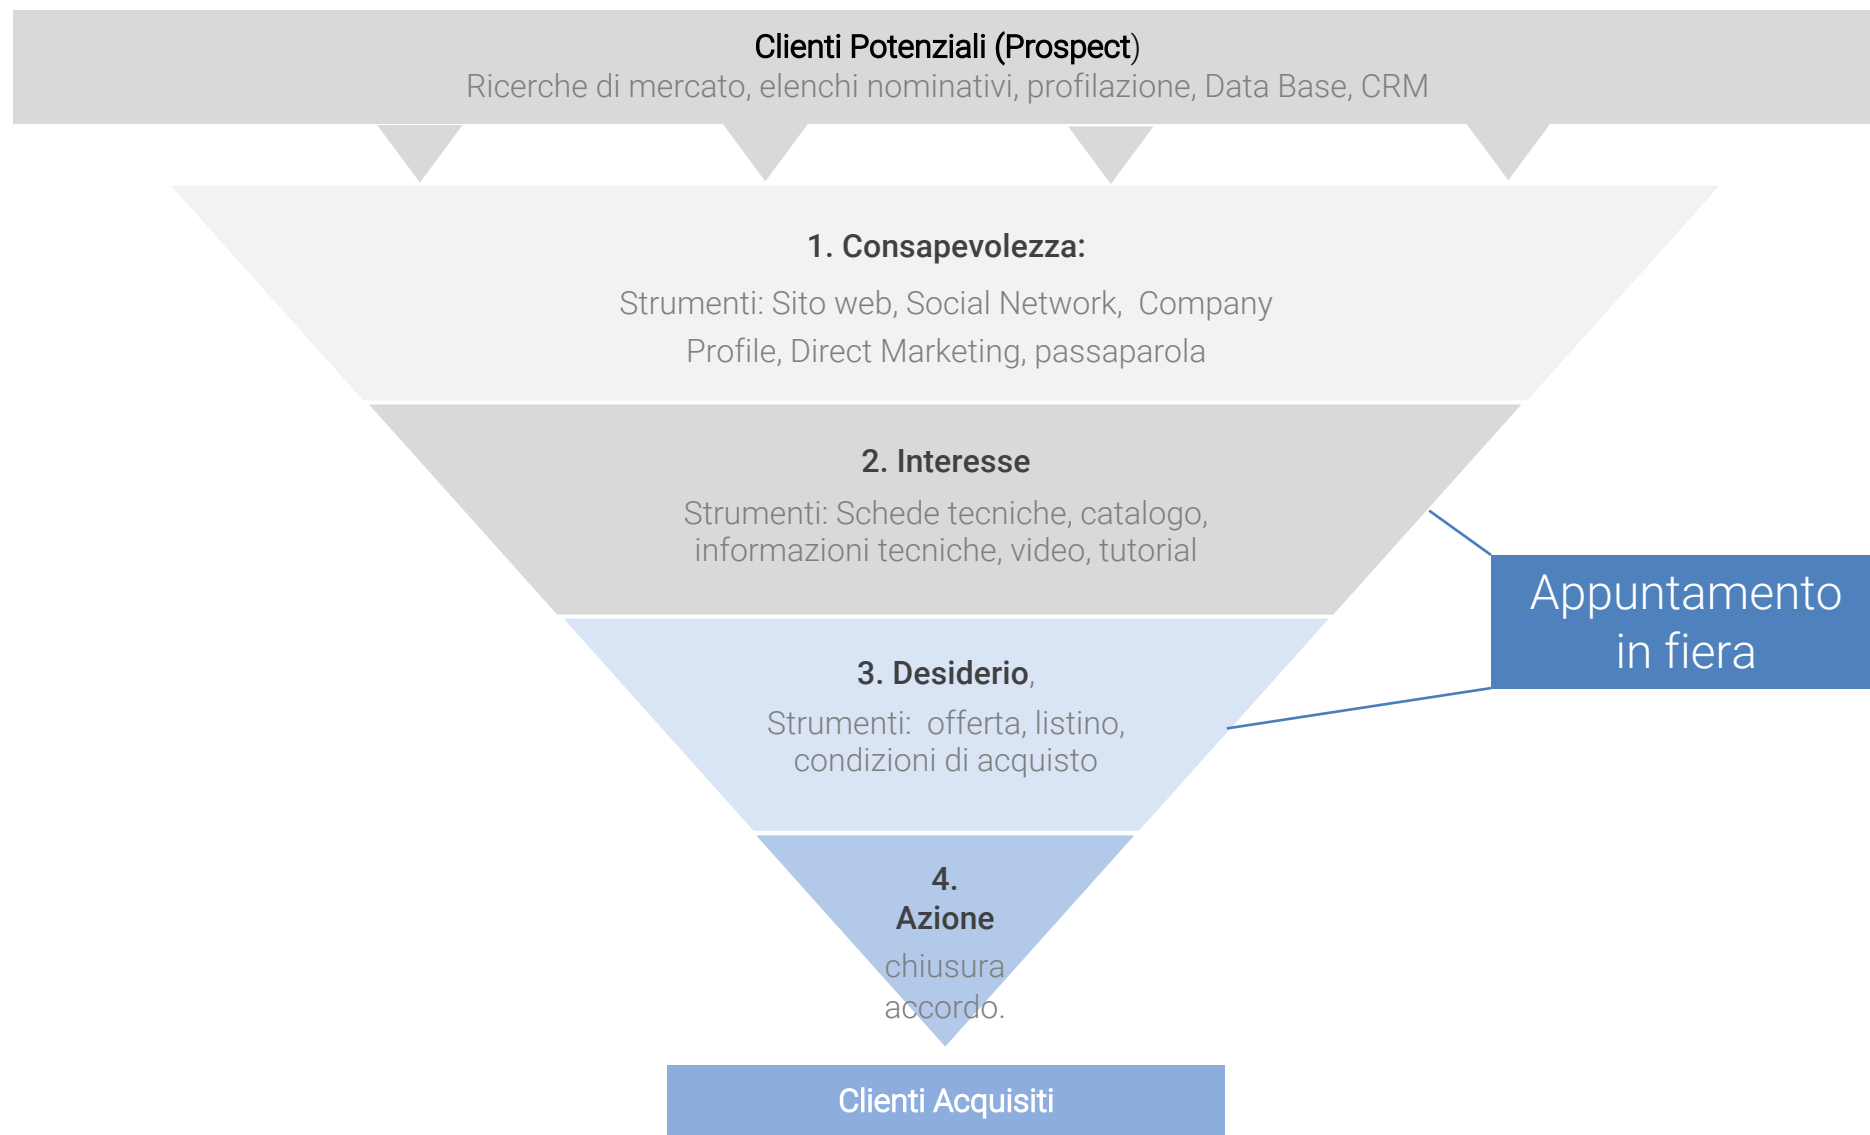 Clienti Potenziali (Prospect)
Ricerche di mercato, elenchi nominativi, profilazione, Data Base, CRM
1. Consapevolezza:
Strumenti: Sito web, Social Network, Company
Profile, Direct Marketing, passaparola
2. Interesse
Strumenti: Schede tecniche, catalogo,
informazioni tecniche, video, tutorial
Appuntamento
in fiera
3. Desiderio,
Strumenti: offerta, listino,
condizioni di acquisto
4.
Azione
chiusura
accordo.
Clienti Acquisiti